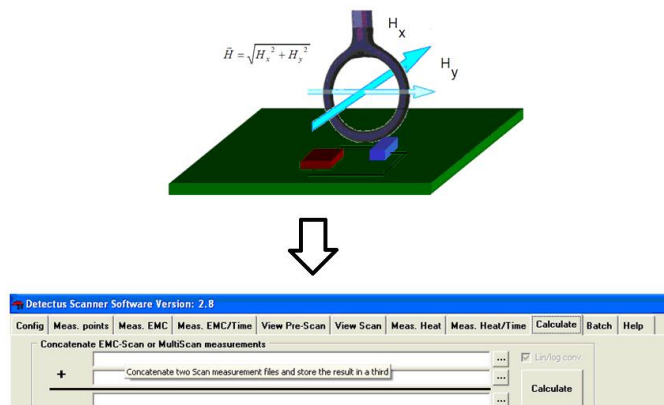 H⃗ = √(Hₓ² + Hᵧ²)
Hₓ
Hᵧ
Detectus Scanner Software Version: 2.8
Config Meas. points Meas. EMC Meas. EMC/Time View Pre-Scan View Scan Meas. Heat Meas. Heat/Time Calculate Batch Help
Concatenate EMC-Scan or MultiScan measurements
... Lin/log conv.
+ Concatenate two Scan measurement files and store the result in a third ... Calculate
...